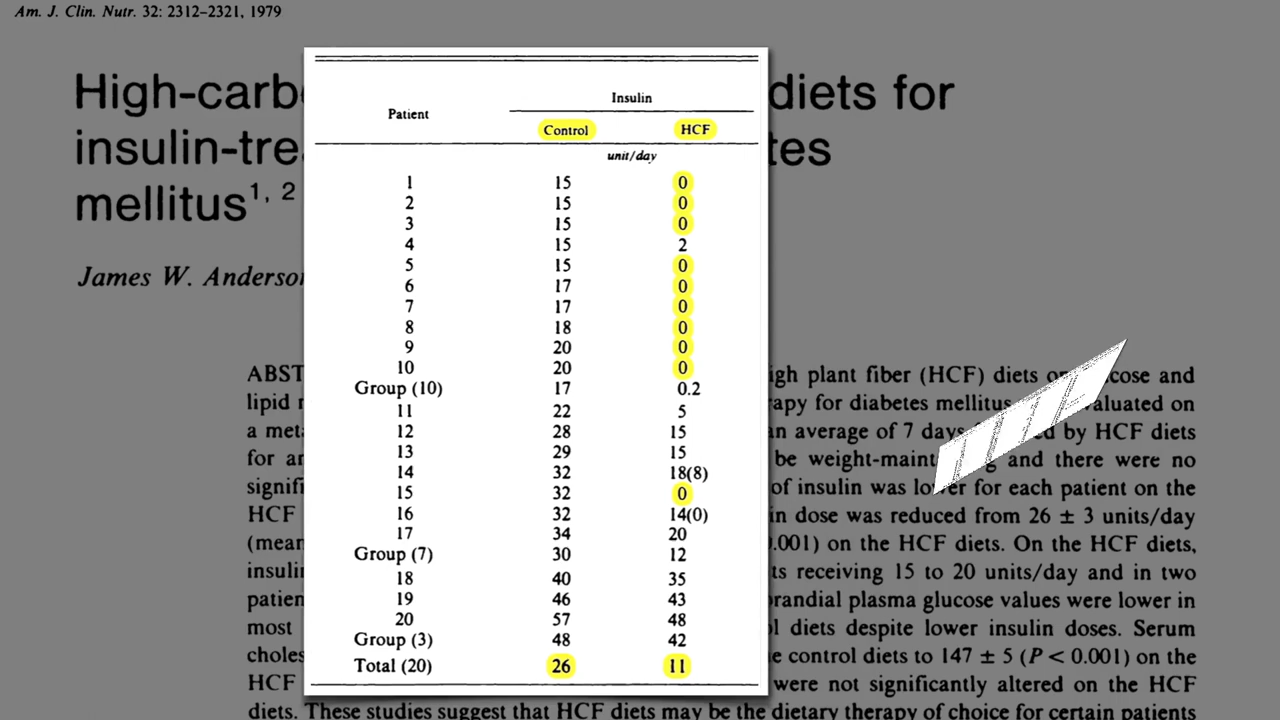 Am. J. Clin. Nutr. 32: 2312–2321, 1979
High-carb diets for
insulin-trea tes
mellitus1, 2
James W. Anderson
Patient Insulin
Control HCF
unit/day
1 15 0
2 15 0
3 15 0
4 15 2
5 15 0
6 17 0
7 17 0
8 18 0
9 20 0
10 20 0
Group (10) 17 0.2
11 22 5
12 28 15
13 29 15
14 32 18(8)
15 32 0
16 32 14(0)
17 34 20
Group (7) 30 12
18 40 35
19 46 43
20 57 48
Group (3) 48 42
Total (20) 26 11
ABST igh plant fiber (HCF) diets on cose and
lipid r apy for diabetes mellitus valuated on
a meta n average of 7 days ed by HCF diets
for an be weight-maint g and there were no
signifi of insulin was lower for each patient on the
HCF in dose was reduced from 26 ± 3 units/day
(mean .001) on the HCF diets. On the HCF diets,
insulin ts receiving 15 to 20 units/day and in two
patien randial plasma glucose values were lower in
most l diets despite lower insulin doses. Serum
choles e control diets to 147 ± 5 (P < 0.001) on the
HCF were not significantly altered on the HCF
diets. These studies suggest that HCF diets may be the dietary therapy of choice for certain patients